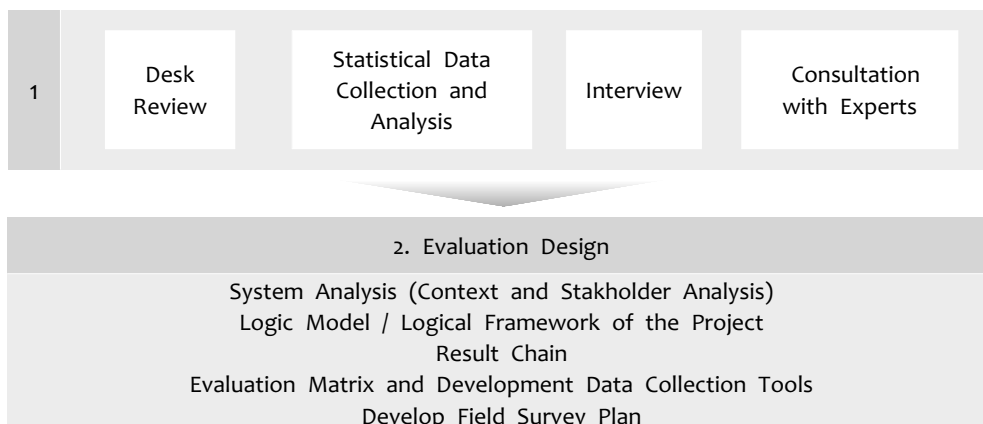 1
Desk
Review
Statistical Data
Collection and
Analysis
Interview
Consultation
with Experts
2. Evaluation Design
System Analysis (Context and Stakholder Analysis)
Logic Model / Logical Framework of the Project
Result Chain
Evaluation Matrix and Development Data Collection Tools
Develop Field Survey Plan